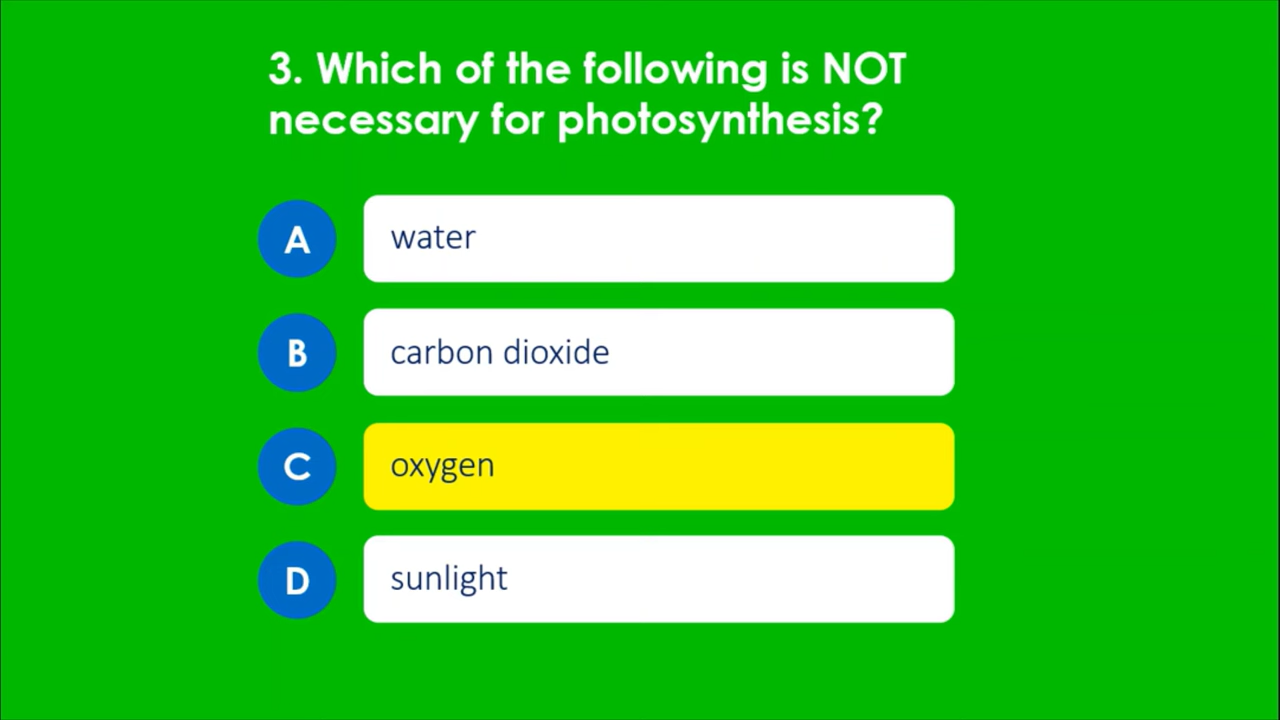 3. Which of the following is NOT
necessary for photosynthesis?
A water
B carbon dioxide
C oxygen
D sunlight